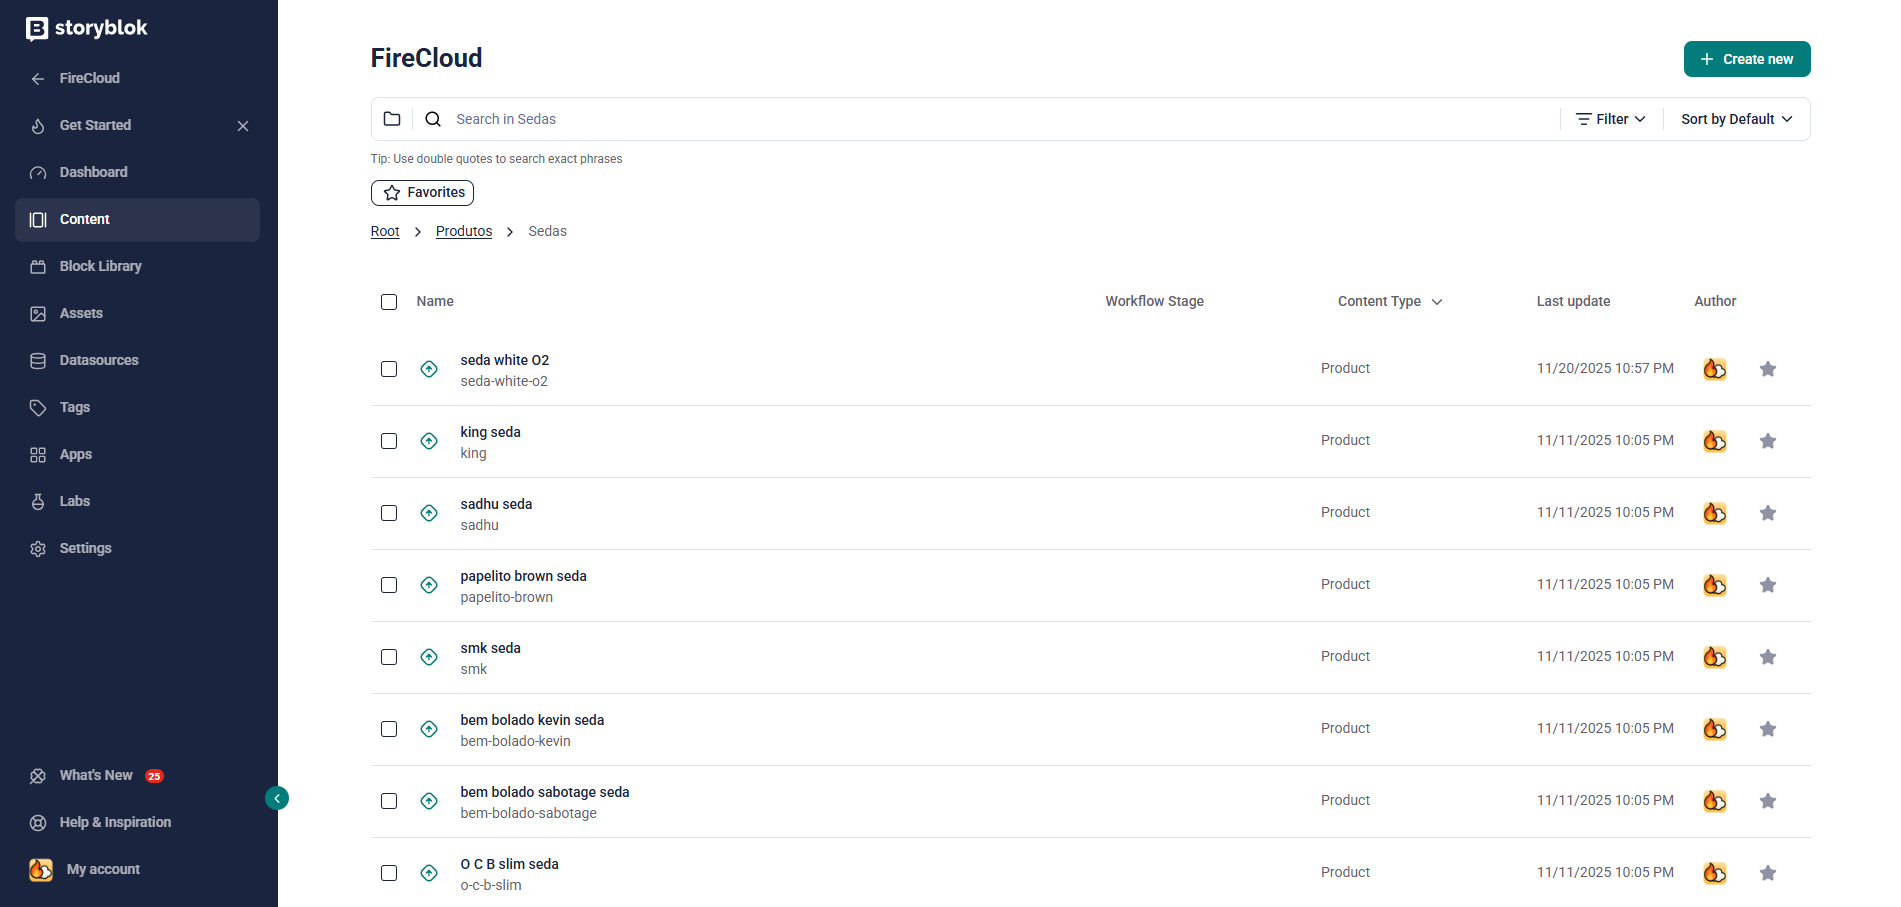 storyblok
FireCloud
Get Started
Dashboard
Content
Block Library
Assets
Datasources
Tags
Apps
Labs
Settings
What's New 25
Help & Inspiration
My account
FireCloud
Create new
Search in Sedas
Filter
Sort by Default
Tip: Use double quotes to search exact phrases
Favorites
Root > Produtos > Sedas
Name Workflow Stage Content Type Last update Author
seda white O2
seda-white-o2
Product 11/20/2025 10:57 PM
king seda
king
Product 11/11/2025 10:05 PM
sadhu seda
sadhu
Product 11/11/2025 10:05 PM
papelito brown seda
papelito-brown
Product 11/11/2025 10:05 PM
smk seda
smk
Product 11/11/2025 10:05 PM
bem bolado kevin seda
bem-bolado-kevin
Product 11/11/2025 10:05 PM
bem bolado sabotage seda
bem-bolado-sabotage
Product 11/11/2025 10:05 PM
O C B slim seda
o-c-b-slim
Product 11/11/2025 10:05 PM